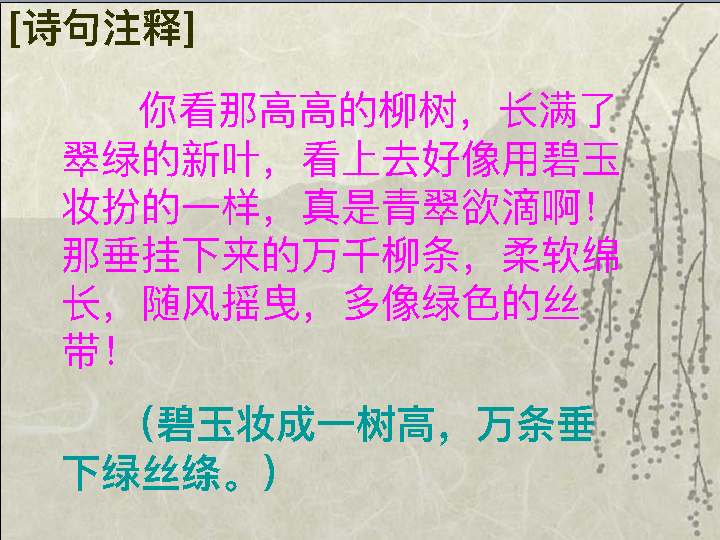 [诗句注释]
你看那高高的柳树，长满了
翠绿的新叶，看上去好像用碧玉
妆扮的一样，真是青翠欲滴啊！
那垂挂下来的万千柳条，柔软绵
长，随风摇曳，多像绿色的丝
带！
（碧玉妆成一树高，万条垂
下绿丝绦。）